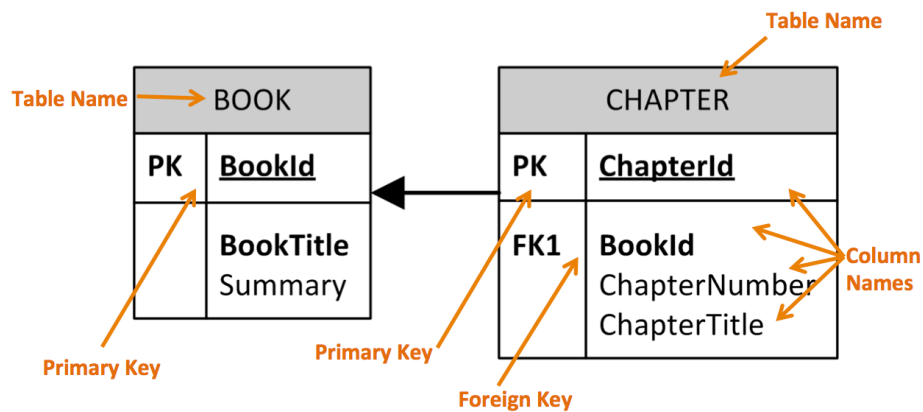 Table Name
Table Name
BOOK
CHAPTER
PK BookId
PK ChapterId
BookTitle
Summary
FK1 BookId
ChapterNumber
ChapterTitle
Column
Names
Primary Key
Primary Key
Foreign Key